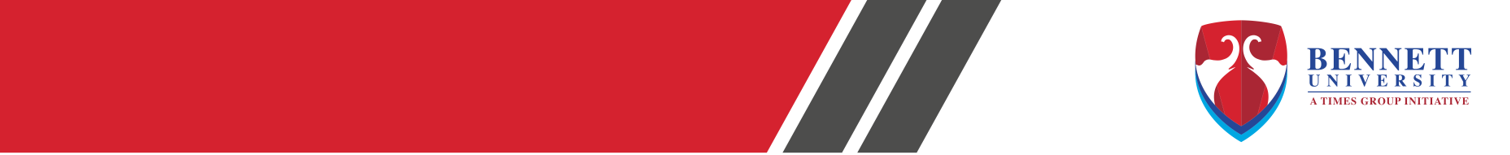 BENNETT
UNIVERSITY
A TIMES GROUP INITIATIVE